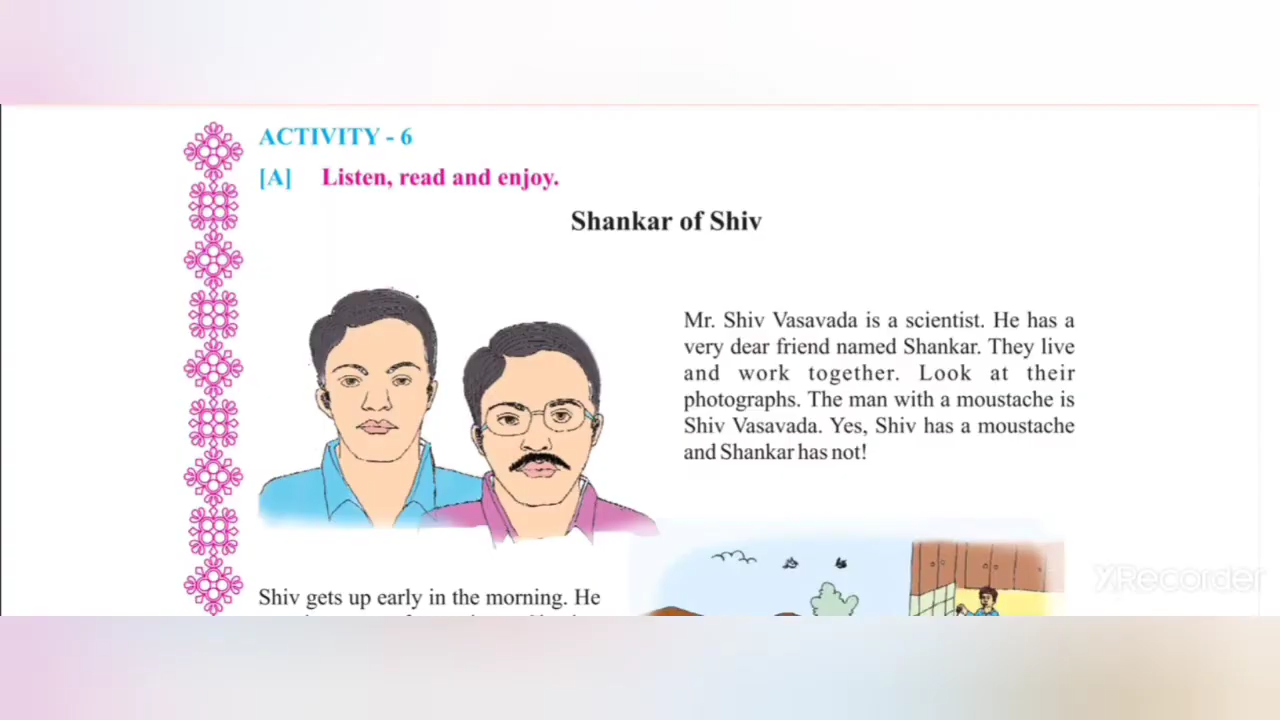 ACTIVITY - 6
[A] Listen, read and enjoy.
Shankar of Shiv
Mr. Shiv Vasavada is a scientist. He has a
very dear friend named Shankar. They live
and work together. Look at their
photographs. The man with a moustache is
Shiv Vasavada. Yes, Shiv has a moustache
and Shankar has not!
Shiv gets up early in the morning. He
XRecorder